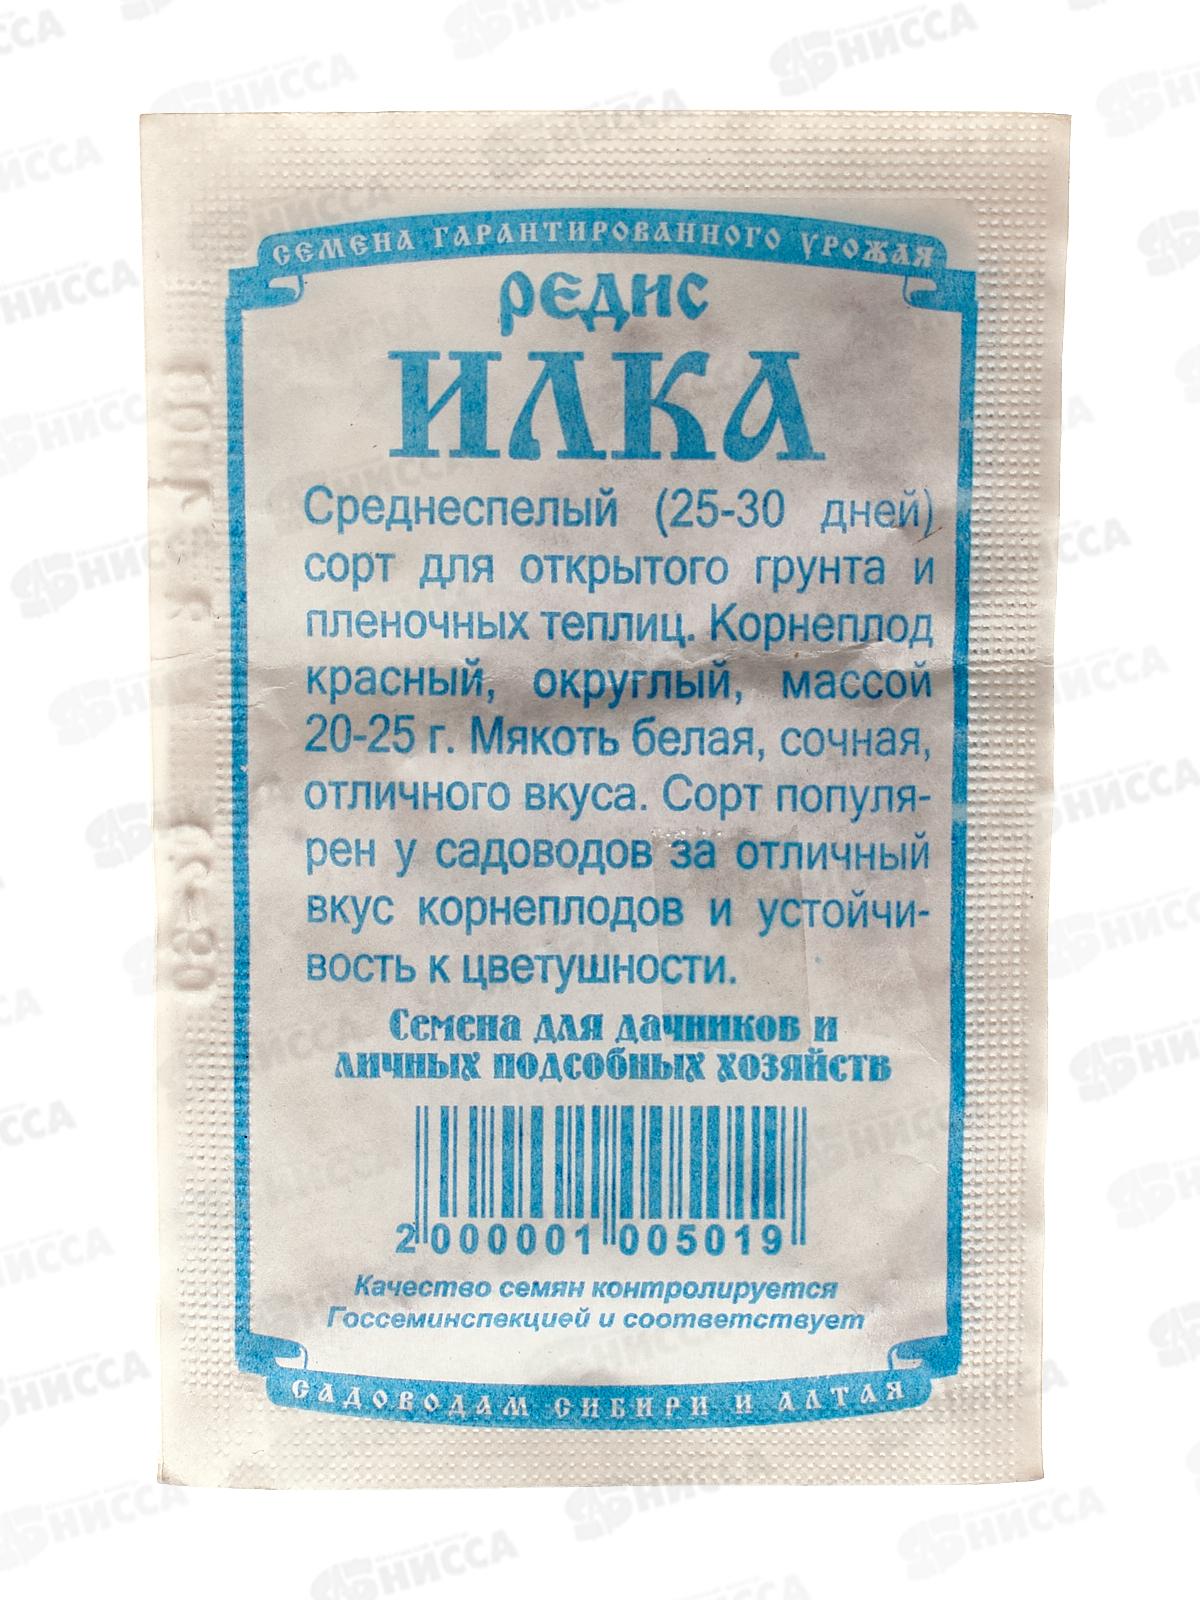 СЕМЕНА ГАРАНТИРОВАННОГО УРОЖАЯ
РЕДИС
ИЛКА
Среднеспелый (25-30 дней)
сорт для открытого грунта и
пленочных теплиц. Корнеплод
красный, округлый, массой
20-25 г. Мякоть белая, сочная,
отличного вкуса. Сорт популя-
рен у садоводов за отличный
вкус корнеплодов и устойчи-
вость к цветушности.
Семена для дачников и
личных подсобных хозяйств
2 000001 005019
Качество семян контролируется
Госсеминспекцией и соответствует
САДОВОДАМ СИБИРИ И АЛТАЯ